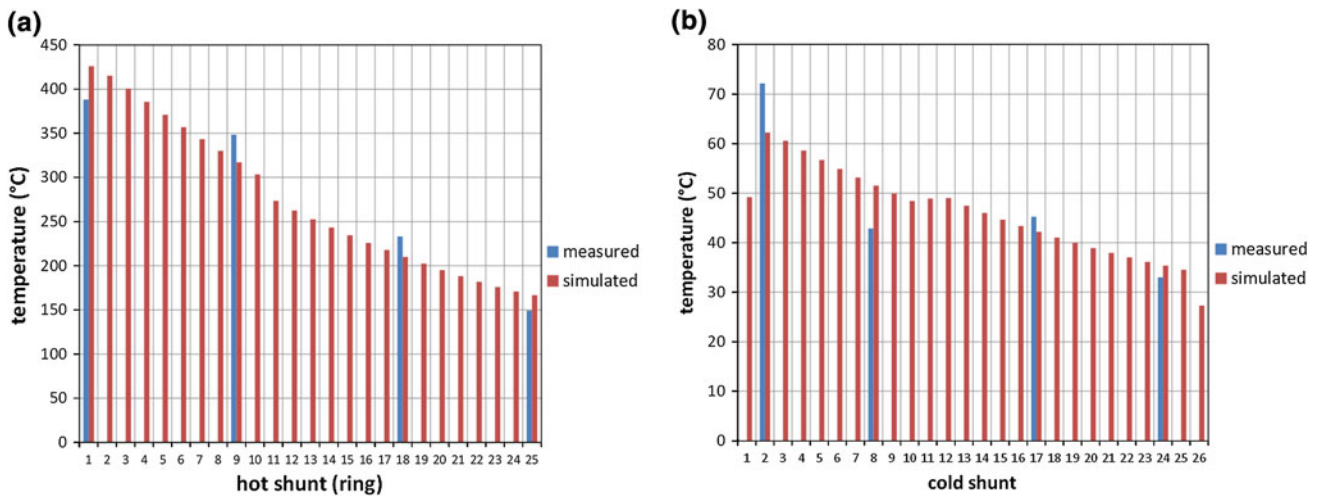 (a)
450
400
350
300
250
200
150
100
50
0
temperature (°C)
1 2 3 4 5 6 7 8 9 10 11 12 13 14 15 16 17 18 19 20 21 22 23 24 25
hot shunt (ring)
measured
simulated
(b)
80
70
60
50
40
30
20
10
0
temperature (°C)
1 2 3 4 5 6 7 8 9 10 11 12 13 14 15 16 17 18 19 20 21 22 23 24 25 26
cold shunt
measured
simulated